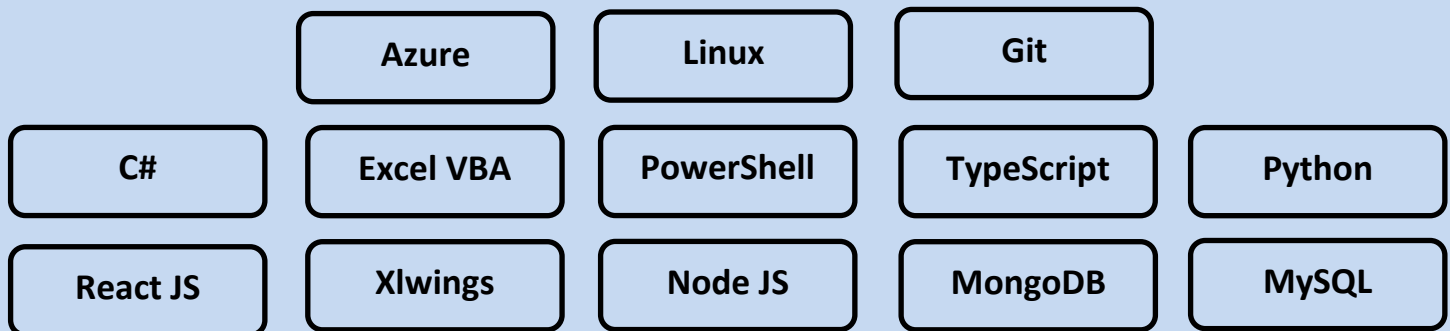 Azure Linux Git
C# Excel VBA PowerShell TypeScript Python
React JS Xlwings Node JS MongoDB MySQL